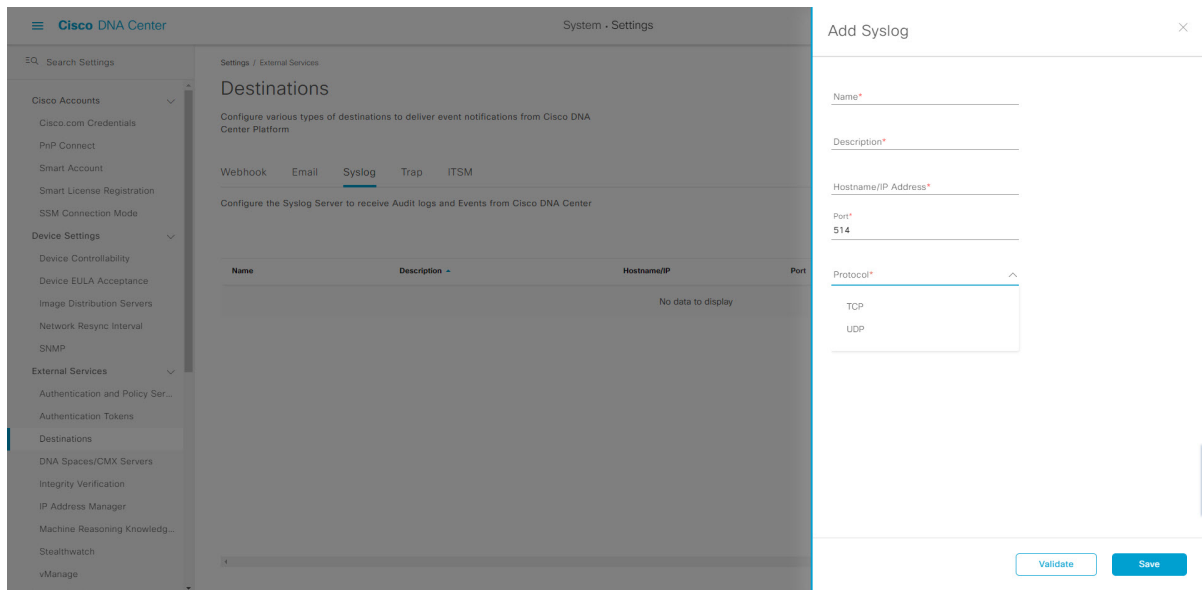 Cisco DNA Center
System · Settings
Search Settings
Cisco Accounts
Cisco.com Credentials
PnP Connect
Smart Account
Smart License Registration
SSM Connection Mode
Device Settings
Device Controllability
Device EULA Acceptance
Image Distribution Servers
Network Resync Interval
SNMP
External Services
Authentication and Policy Ser...
Authentication Tokens
Destinations
DNA Spaces/CMX Servers
Integrity Verification
IP Address Manager
Machine Reasoning Knowledg...
Stealthwatch
vManage
Settings / External Services
Destinations
Configure various types of destinations to deliver event notifications from Cisco DNA
Center Platform
Webhook Email Syslog Trap ITSM
Configure the Syslog Server to receive Audit logs and Events from Cisco DNA Center
Name Description Hostname/IP Port
No data to display
Add Syslog
Name*
Description*
Hostname/IP Address*
Port*
514
Protocol*
TCP
UDP
Validate Save